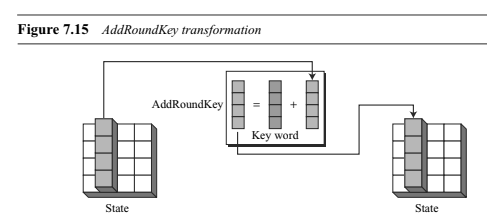 Figure 7.15 AddRoundKey transformation
AddRoundKey
= +
Key word
State
State